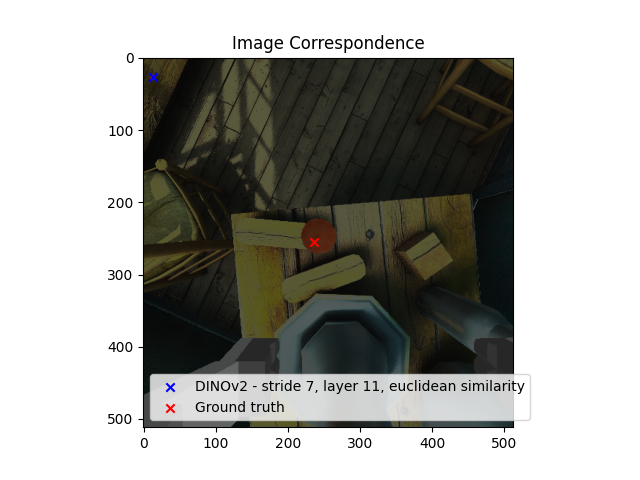 Image Correspondence
0
100
200
300
400
500
DINOv2 - stride 7, layer 11, euclidean similarity
Ground truth
0 100 200 300 400 500